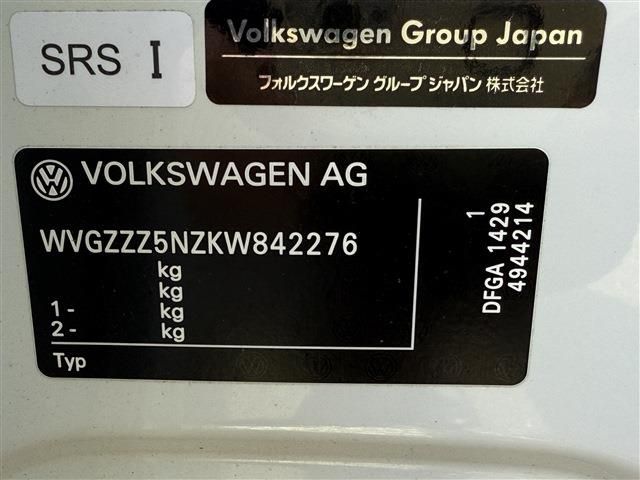 SRS I
Volkswagen Group Japan
フォルクスワーゲン グループ ジャパン 株式会社
VOLKSWAGEN AG
WVGZZZ5NZKW842276
kg
kg
1- kg
2- kg
Typ
1
DFGA 1429
4944214